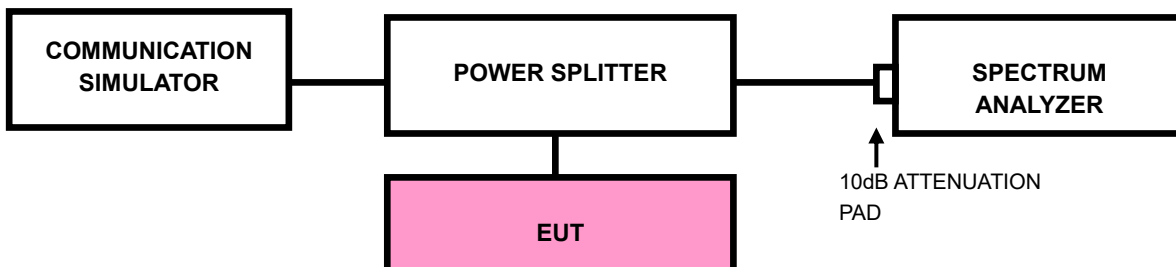 COMMUNICATION
SIMULATOR
POWER SPLITTER
SPECTRUM
ANALYZER
10dB ATTENUATION
PAD
EUT